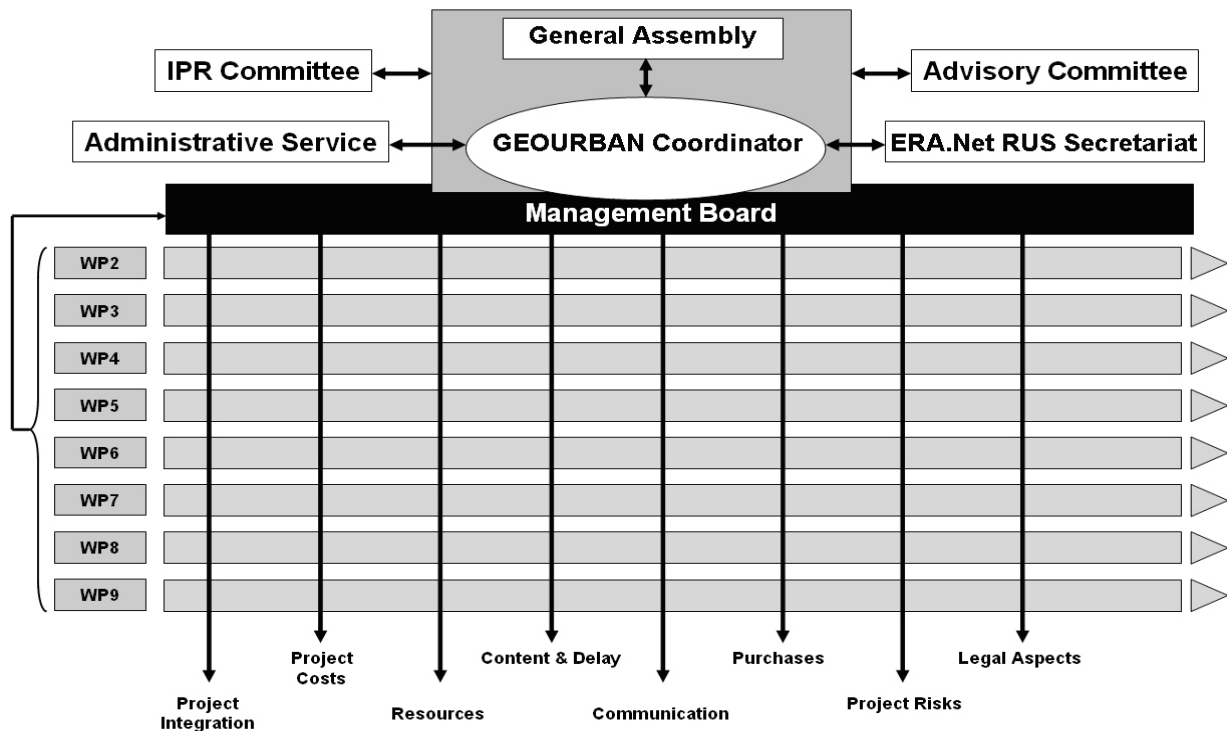 General Assembly
IPR Committee
Advisory Committee
Administrative Service
GEOURBAN Coordinator
ERA.Net RUS Secretariat
Management Board
WP2
WP3
WP4
WP5
WP6
WP7
WP8
WP9
Project
Costs
Content & Delay
Purchases
Legal Aspects
Project
Integration
Resources
Communication
Project Risks